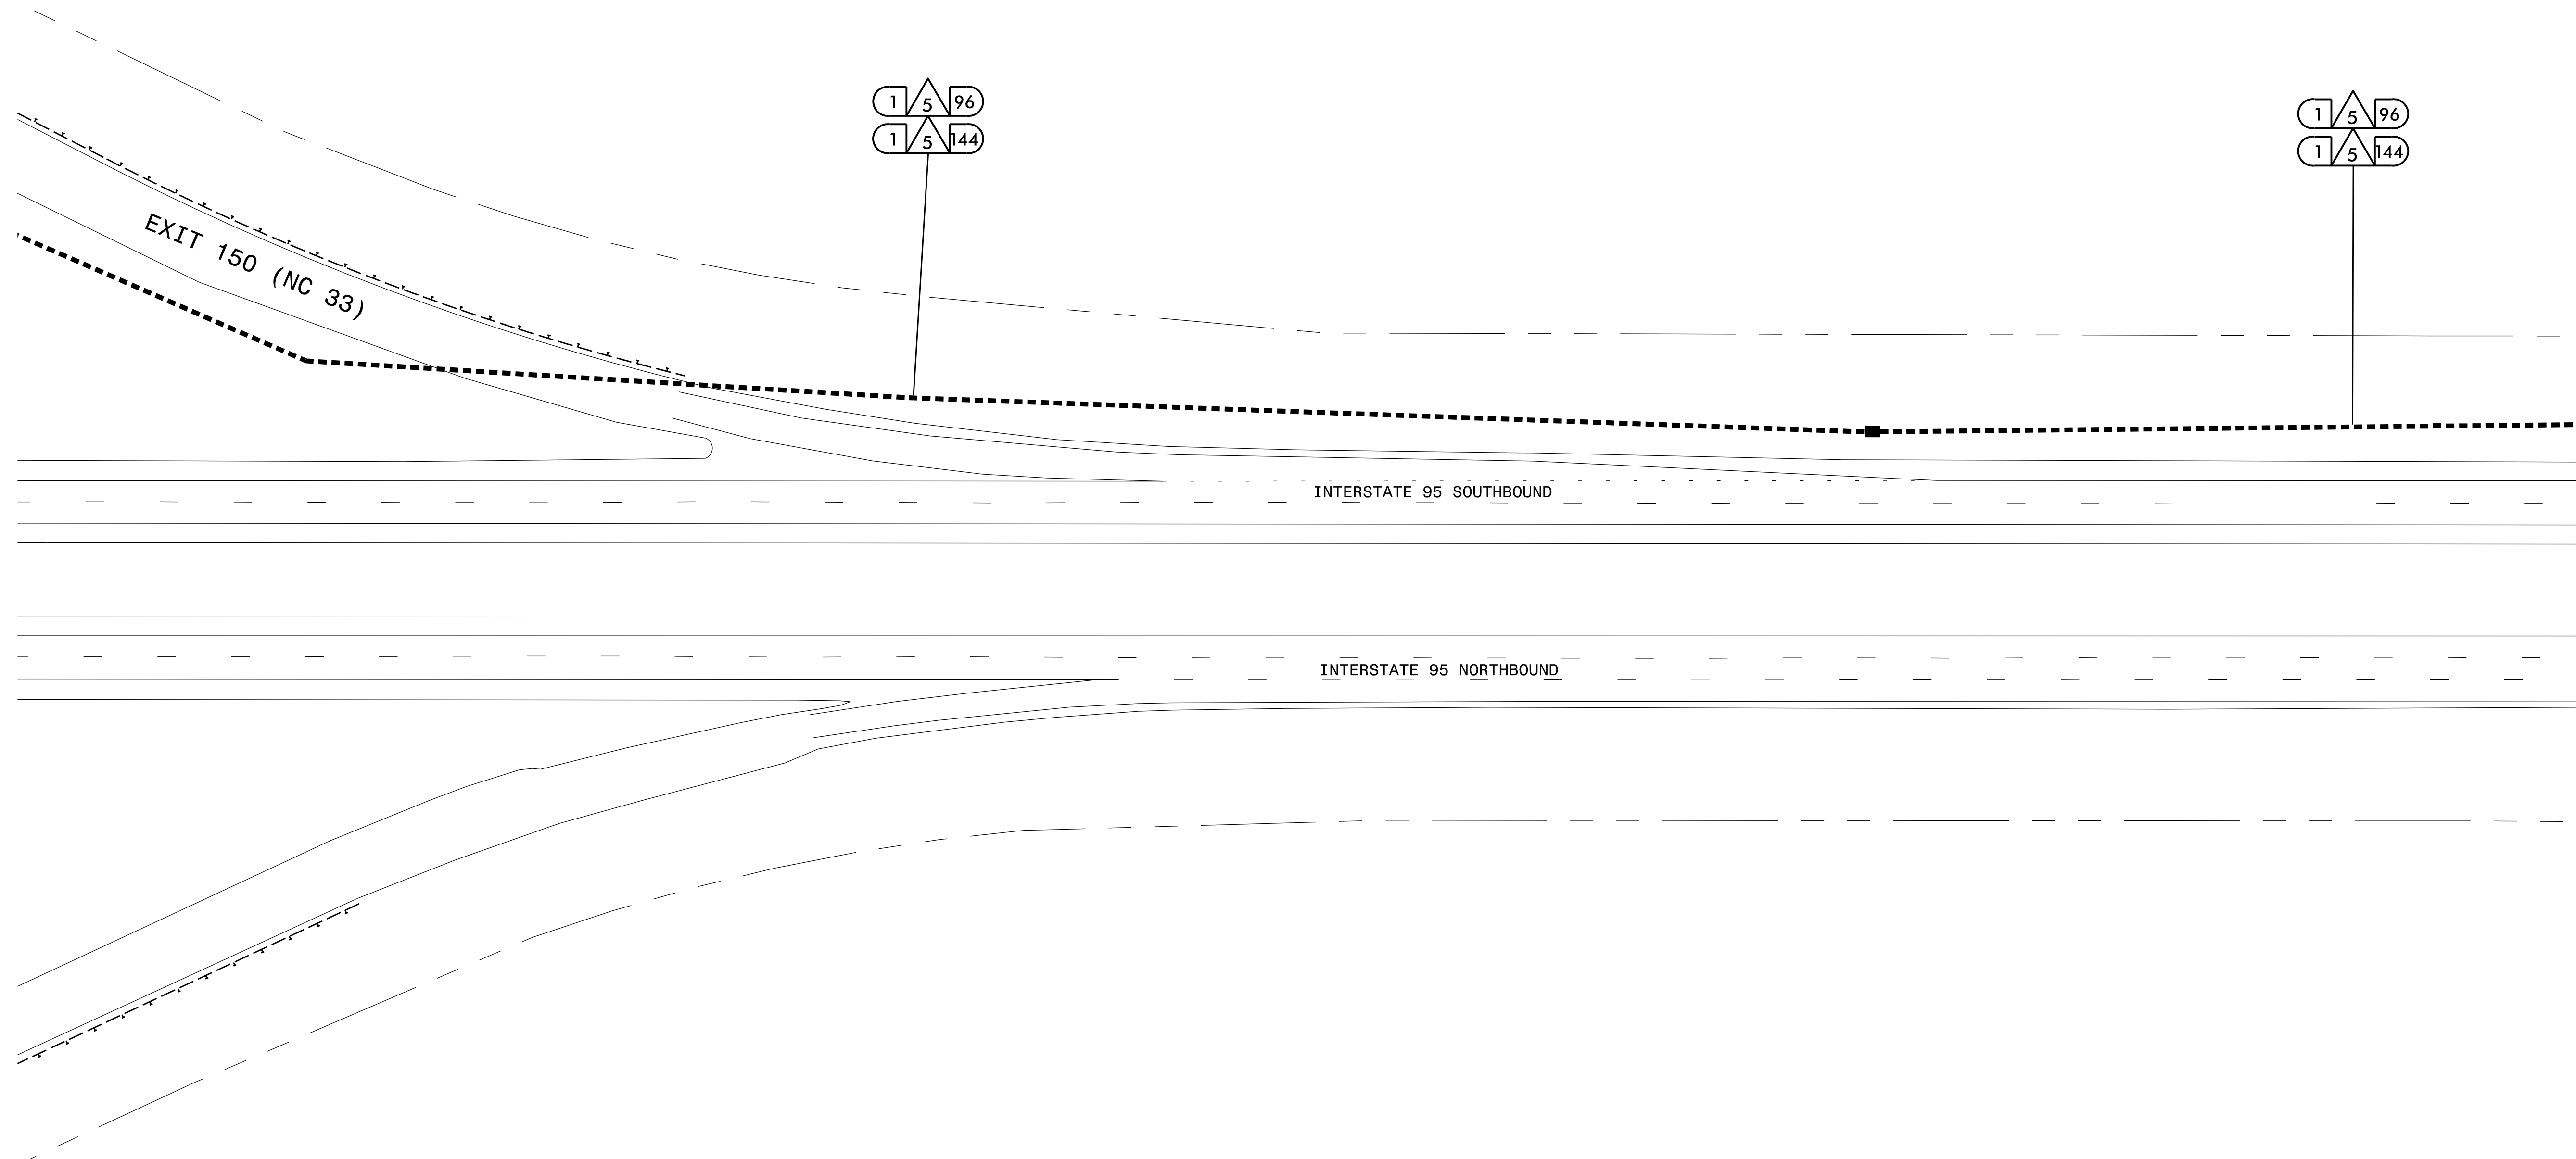 1 5 96
1 5 144
1 5 96
1 5 144
EXIT 150 (NC 33)
INTERSTATE 95 SOUTHBOUND
INTERSTATE 95 NORTHBOUND